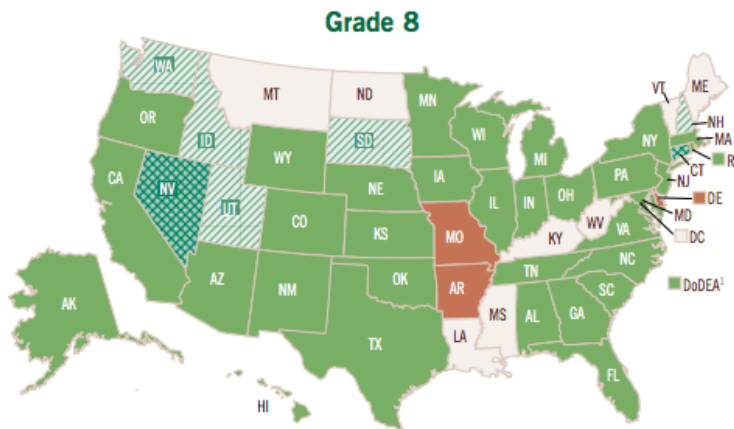 Grade 8
WA
MT
ND
MN
VT
ME
OR
ID
SD
WI
MI
NY
NH
MA
R
CT
WY
IA
PA
NJ
CA
NV
UT
NE
IL
IN
OH
DE
MD
DC
CO
KS
MO
KY
WV
VA
AZ
NM
OK
AR
TN
NC
SC
DoDEA¹
AK
TX
LA
MS
AL
GA
HI
FL